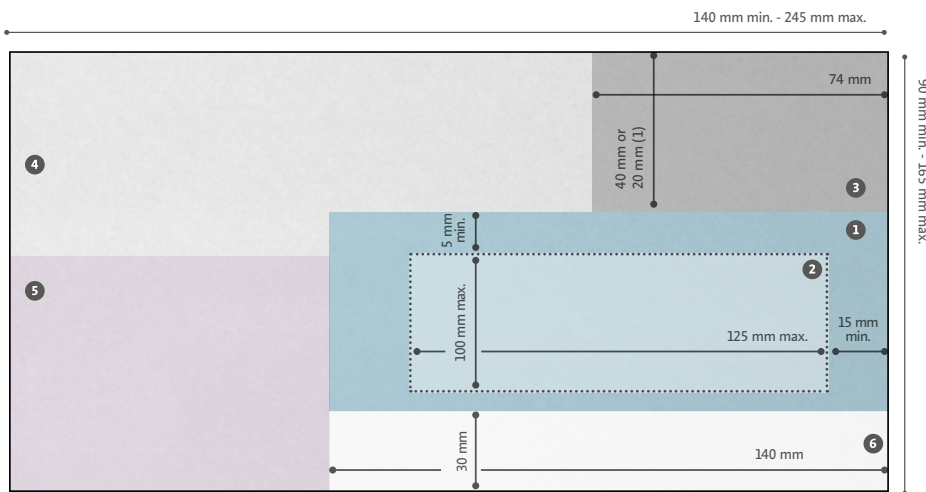 140 mm min. - 245 mm max.
74 mm
40 mm or
20 mm (1)
90 mm min. - 165 mm max.
4
3
1
5 mm
min.
2
5
100 mm max.
125 mm max.
15 mm
min.
6
30 mm
140 mm